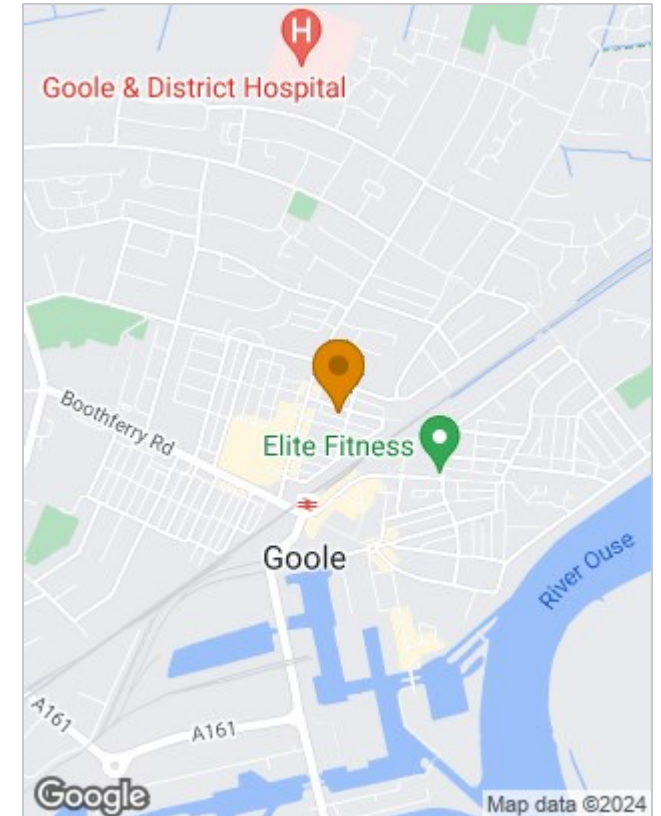 H
Goole & District Hospital
Boothferry Rd
Elite Fitness
Goole
River Ouse
A161
A161
Google
Map data ©2024